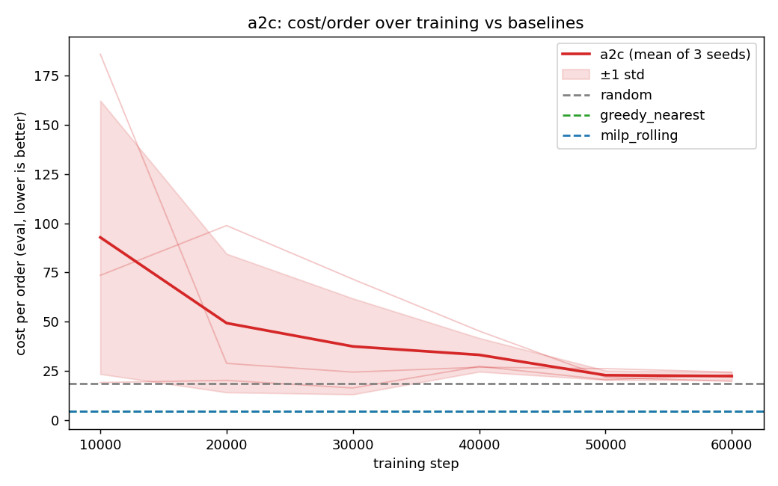 a2c: cost/order over training vs baselines
cost per order (eval, lower is better)
175
150
125
100
75
50
25
0
a2c (mean of 3 seeds)
±1 std
random
greedy_nearest
milp_rolling
10000 20000 30000 40000 50000 60000
training step